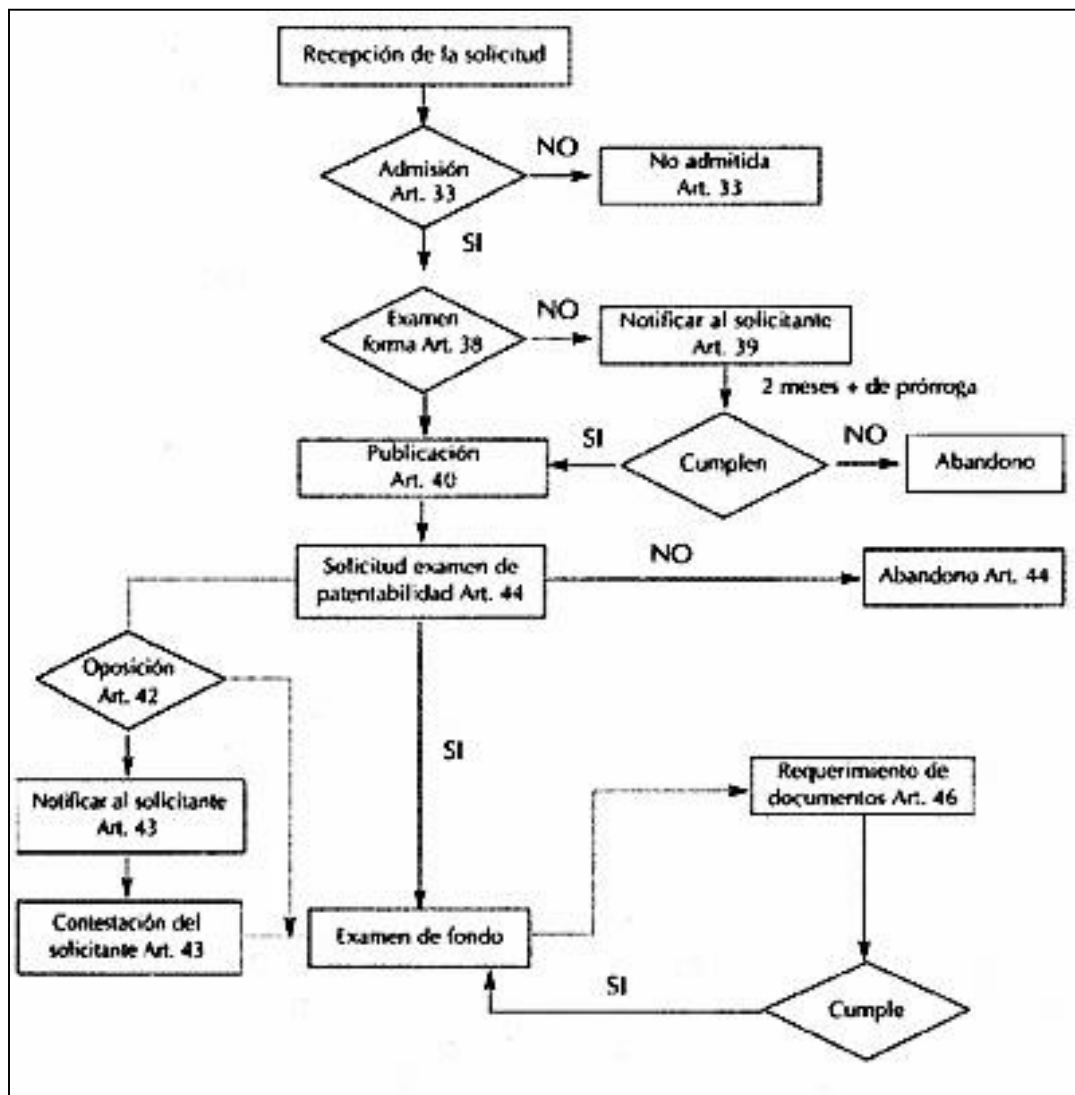 Recepción de la solicitud
Admisión
Art. 33
NO
No admitida
Art. 33
SI
Examen
forma Art. 38
NO
Notificar al solicitante
Art. 39
2 meses + de prórroga
Publicación
Art. 40
SI
Cumplen
NO
Abandono
Solicitud examen de
patentabilidad Art. 44
NO
Abandono Art. 44
Oposición
Art. 42
SI
Notificar al solicitante
Art. 43
Requerimiento de
documentos Art. 46
Contestación del
solicitante Art. 43
Examen de fondo
SI
Cumple